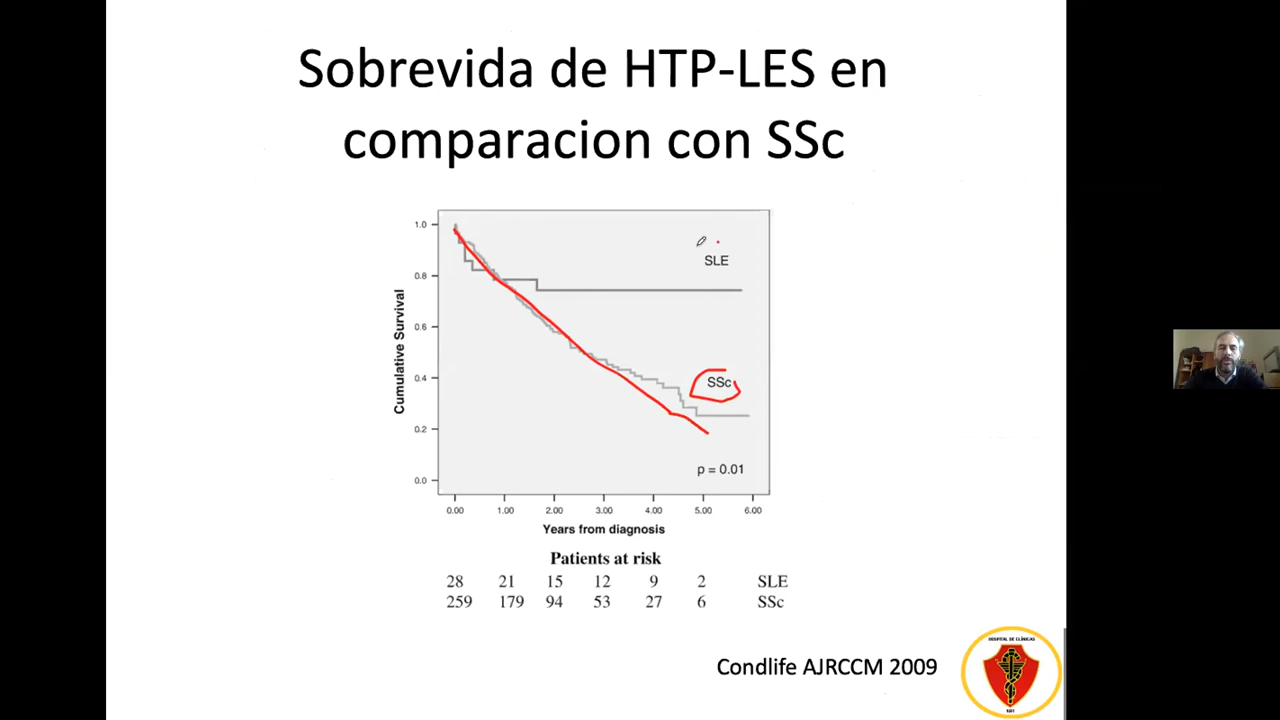 Sobrevida de HTP-LES en
comparacion con SSc
1.0
0.8
0.6
0.4
0.2
0.0
Cumulative Survival
SLE
SSc
p = 0.01
0.00 1.00 2.00 3.00 4.00 5.00 6.00
Years from diagnosis
Patients at risk
28 21 15 12 9 2 SLE
259 179 94 53 27 6 SSc
Condlife AJRCCM 2009
HOSPITAL DE CLÍNICAS